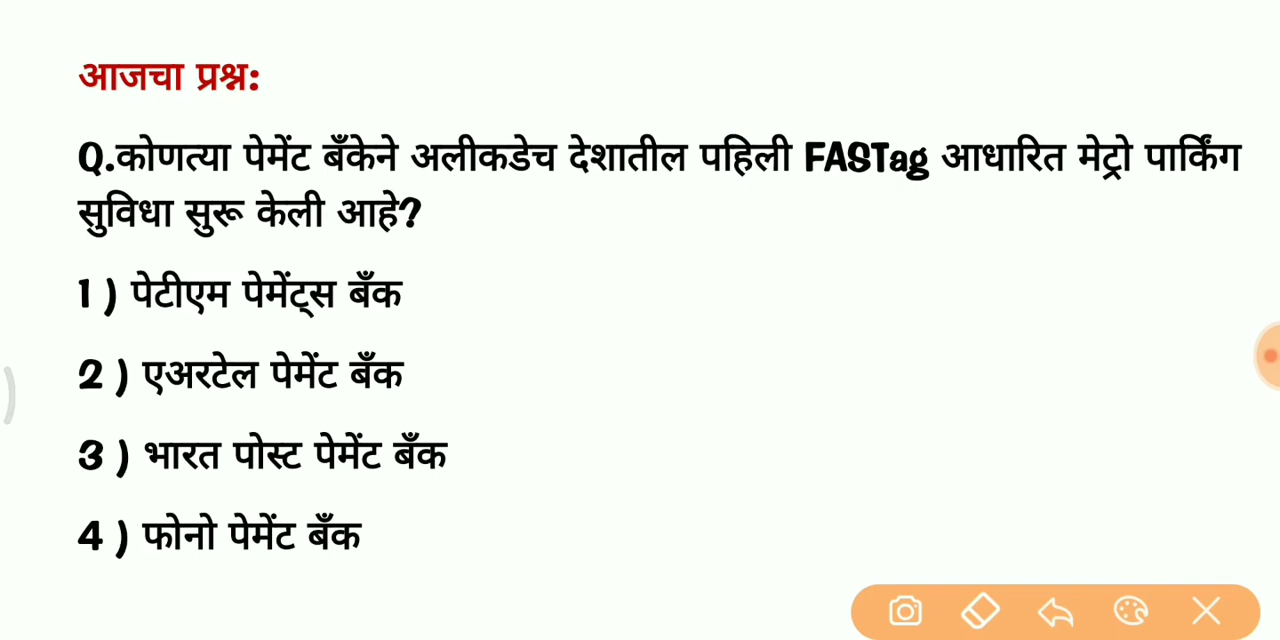 आजचा प्रश्न:
Q.कोणत्या पेमेंट बँकेने अलीकडेच देशातील पहिली FASTag आधारित मेट्रो पार्किंग
सुविधा सुरू केली आहे?
1 ) पेटीएम पेमेंट्स बँक
2 ) एअरटेल पेमेंट बँक
3 ) भारत पोस्ट पेमेंट बँक
4 ) फोनो पेमेंट बँक